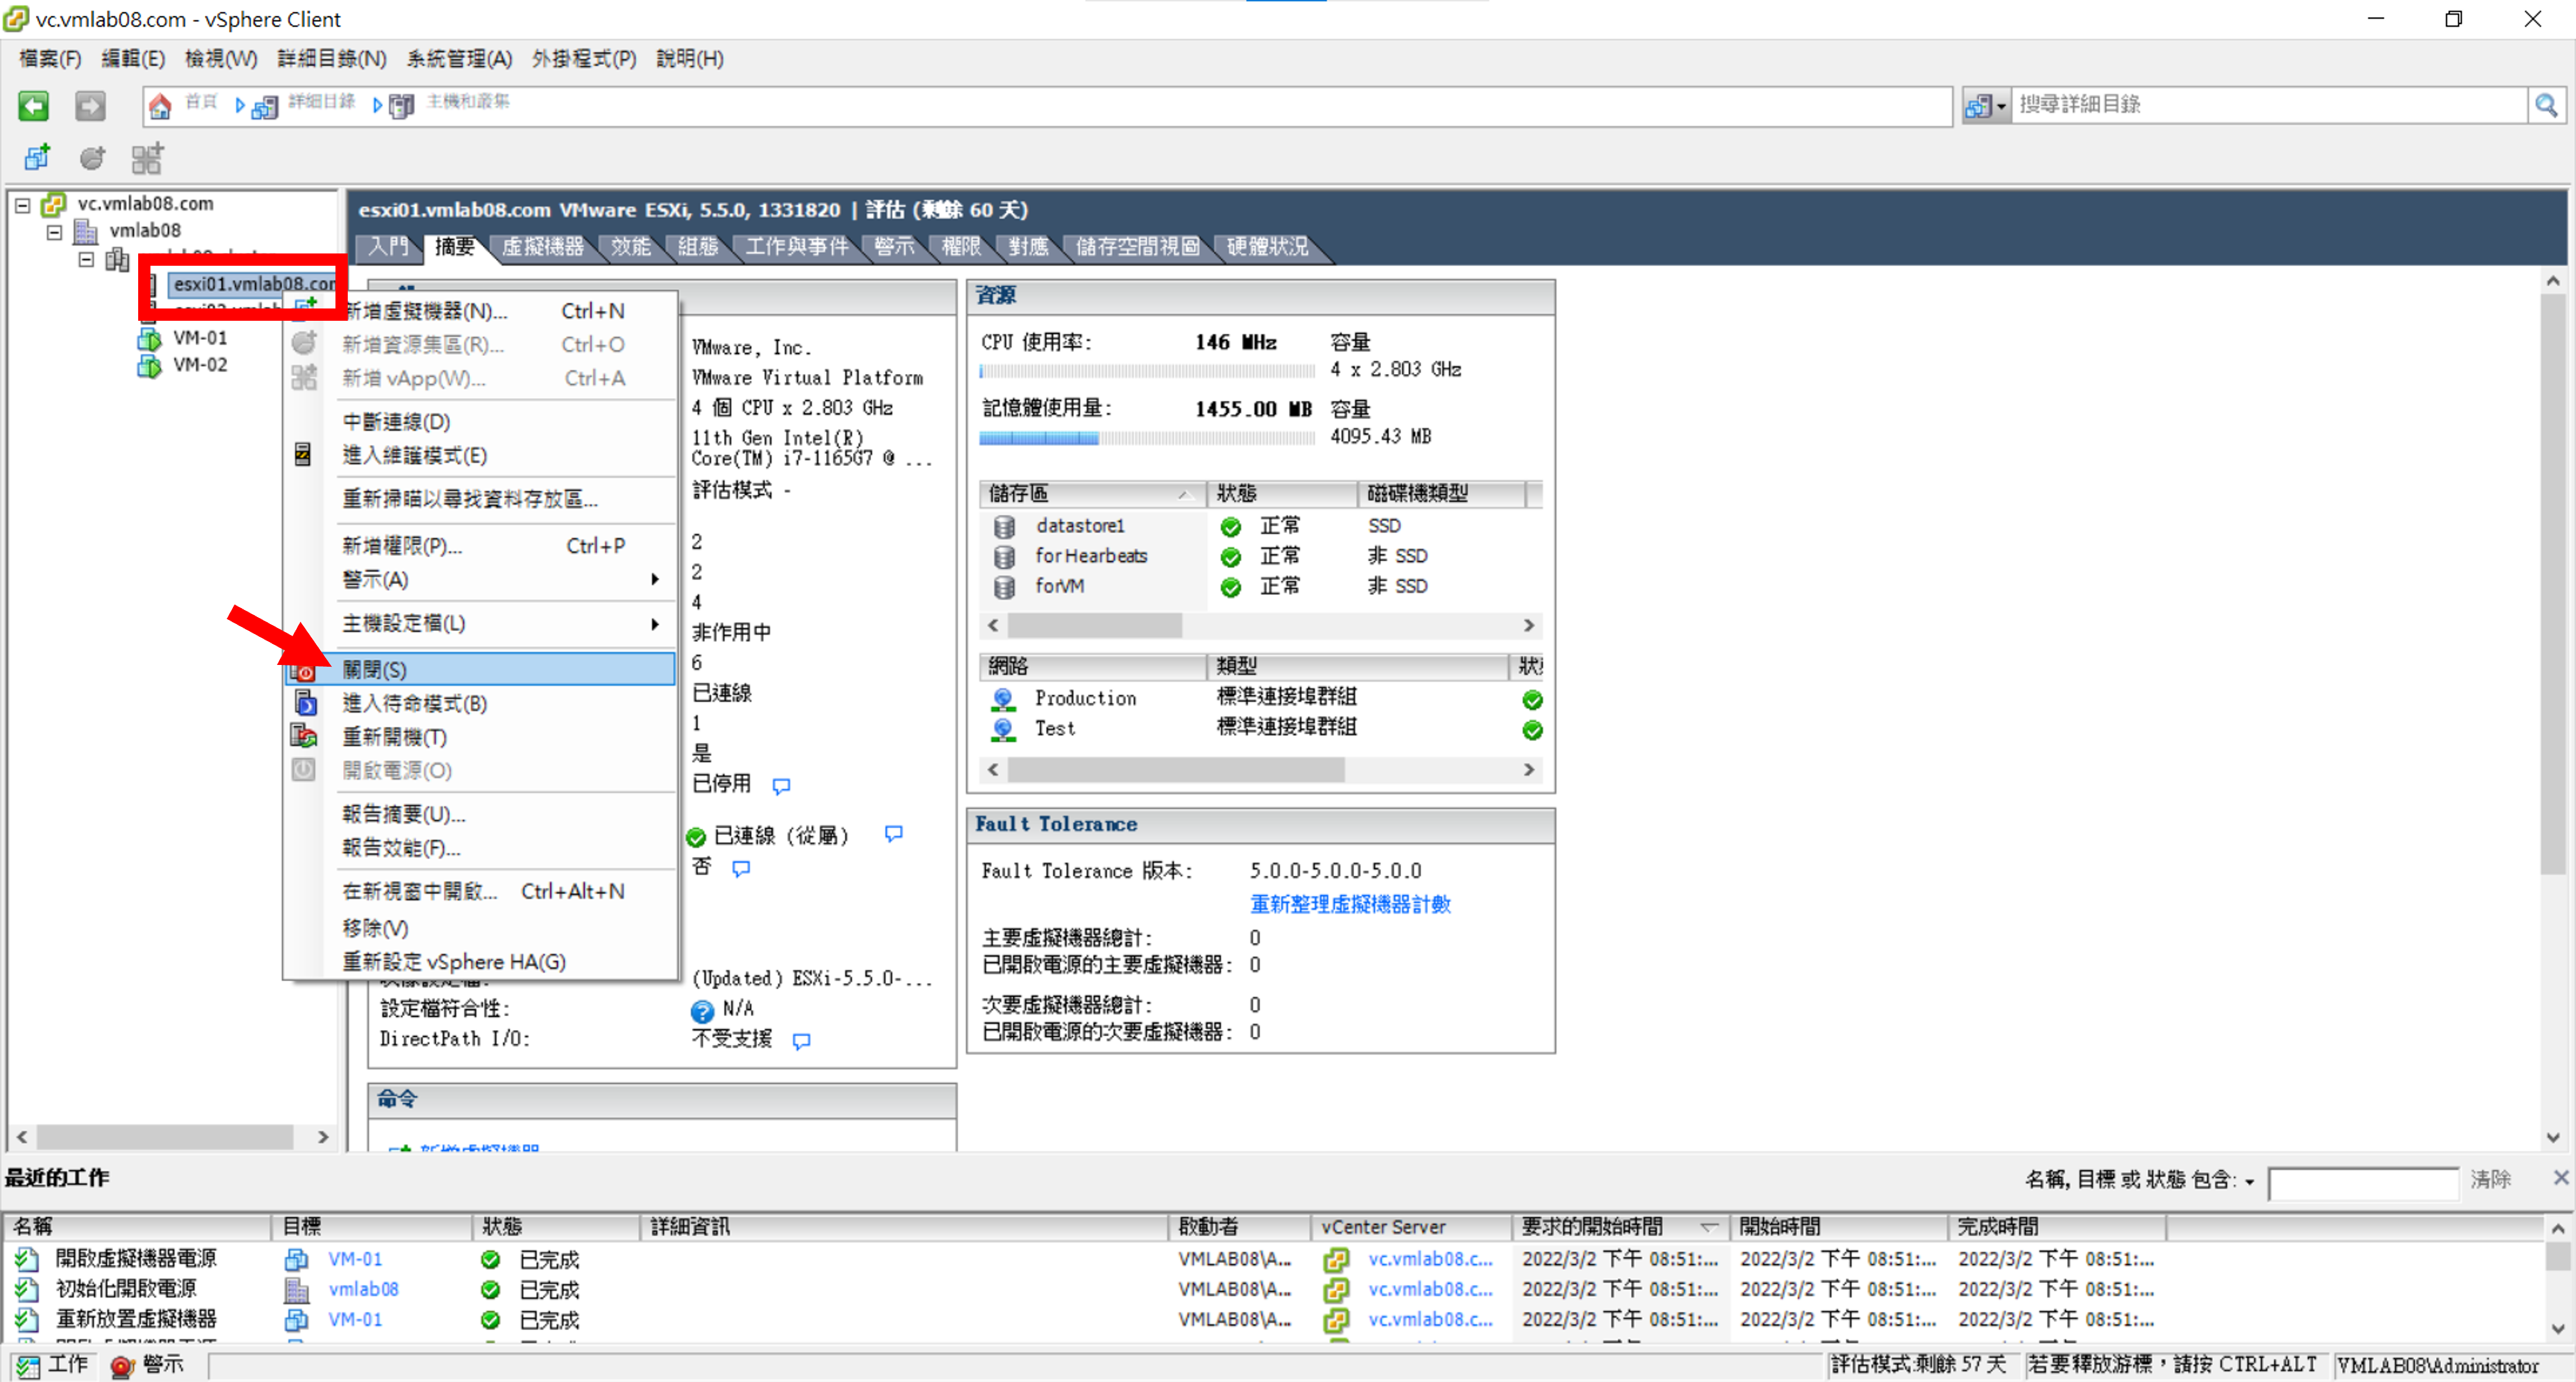 vc.vmlab08.com - vSphere Client
檔案(F) 編輯(E) 檢視(W) 詳細目錄(N) 系統管理(A) 外掛程式(P) 說明(H)
首頁 詳細目錄 主機和叢集
搜尋詳細目錄
vc.vmlab08.com
vmlab08
esxi01.vmlab08.com
VM-01
VM-02
新增虛擬機器(N)... Ctrl+N
新增資源集區(R)... Ctrl+O
新增 vApp(W)... Ctrl+A
中斷連線(D)
進入維護模式(E)
重新掃瞄以尋找資料存放區...
新增權限(P)... Ctrl+P
警示(A)
主機設定檔(L)
關閉(S)
進入待命模式(B)
重新開機(T)
開啟電源(O)
報告摘要(U)...
報告效能(F)...
在新視窗中開啟... Ctrl+Alt+N
移除(V)
重新設定 vSphere HA(G)
esxi01.vmlab08.com VMware ESXi, 5.5.0, 1331820 | 評估 (剩餘 60 天)
入門 摘要 虛擬機器 效能 組態 工作與事件 警示 權限 對應 儲存空間視圖 硬體狀況
VMware, Inc.
VMware Virtual Platform
4 個 CPU x 2.803 GHz
11th Gen Intel(R)
Core(TM) i7-1165G7 @ ...
評估模式 -
2
2
4
非作用中
6
已連線
1
是
已停用
已連線 (從屬)
否
(Updated) ESXi-5.5.0-...
設定檔符合性: N/A
DirectPath I/O: 不受支援
命令
資源
CPU 使用率: 146 MHz 容量
4 x 2.803 GHz
記憶體使用量: 1455.00 MB 容量
4095.43 MB
儲存區 狀態 磁碟機類型
datastore1 正常 SSD
for Hearbeats 正常 非 SSD
forVM 正常 非 SSD
網路 類型
Production 標準連接埠群組
Test 標準連接埠群組
Fault Tolerance
Fault Tolerance 版本: 5.0.0-5.0.0-5.0.0
重新整理虛擬機器計數
主要虛擬機器總計: 0
已開啟電源的主要虛擬機器: 0
次要虛擬機器總計: 0
已開啟電源的次要虛擬機器: 0
最近的工作
名稱, 目標 或 狀態 包含: 清除
名稱 目標 狀態 詳細資訊 啟動者 vCenter Server 要求的開始時間 開始時間 完成時間
開啟虛擬機器電源 VM-01 已完成 VMLAB08\A... vc.vmlab08.c... 2022/3/2 下午 08:51:... 2022/3/2 下午 08:51:... 2022/3/2 下午 08:51:...
初始化開啟電源 vmlab08 已完成 VMLAB08\A... vc.vmlab08.c... 2022/3/2 下午 08:51:... 2022/3/2 下午 08:51:... 2022/3/2 下午 08:51:...
重新放置虛擬機器 VM-01 已完成 VMLAB08\A... vc.vmlab08.c... 2022/3/2 下午 08:51:... 2022/3/2 下午 08:51:... 2022/3/2 下午 08:51:...
工作 警示
評估模式:剩餘 57 天 若要釋放游標，請按 CTRL+ALT VMLAB08\Administrator